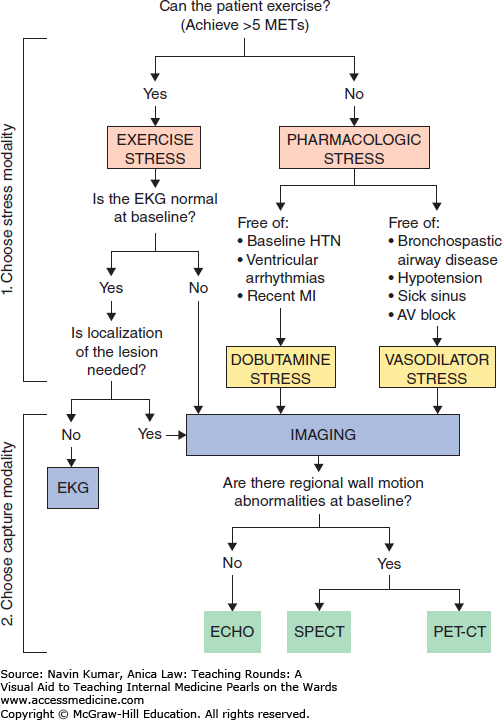 Can the patient exercise?
(Achieve >5 METs)
1. Choose stress modality
Yes
No
EXERCISE
STRESS
PHARMACOLOGIC
STRESS
Is the EKG normal
at baseline?
Free of:
• Baseline HTN
• Ventricular
arrhythmias
• Recent MI
Free of:
• Bronchospastic
airway disease
• Hypotension
• Sick sinus
• AV block
Yes
No
Is localization
of the lesion
needed?
DOBUTAMINE
STRESS
VASODILATOR
STRESS
2. Choose capture modality
No
Yes
IMAGING
EKG
Are there regional wall motion
abnormalities at baseline?
No
Yes
ECHO
SPECT
PET-CT
Source: Navin Kumar, Anica Law: Teaching Rounds: A
Visual Aid to Teaching Internal Medicine Pearls on the Wards
www.accessmedicine.com
Copyright © McGraw-Hill Education. All rights reserved.